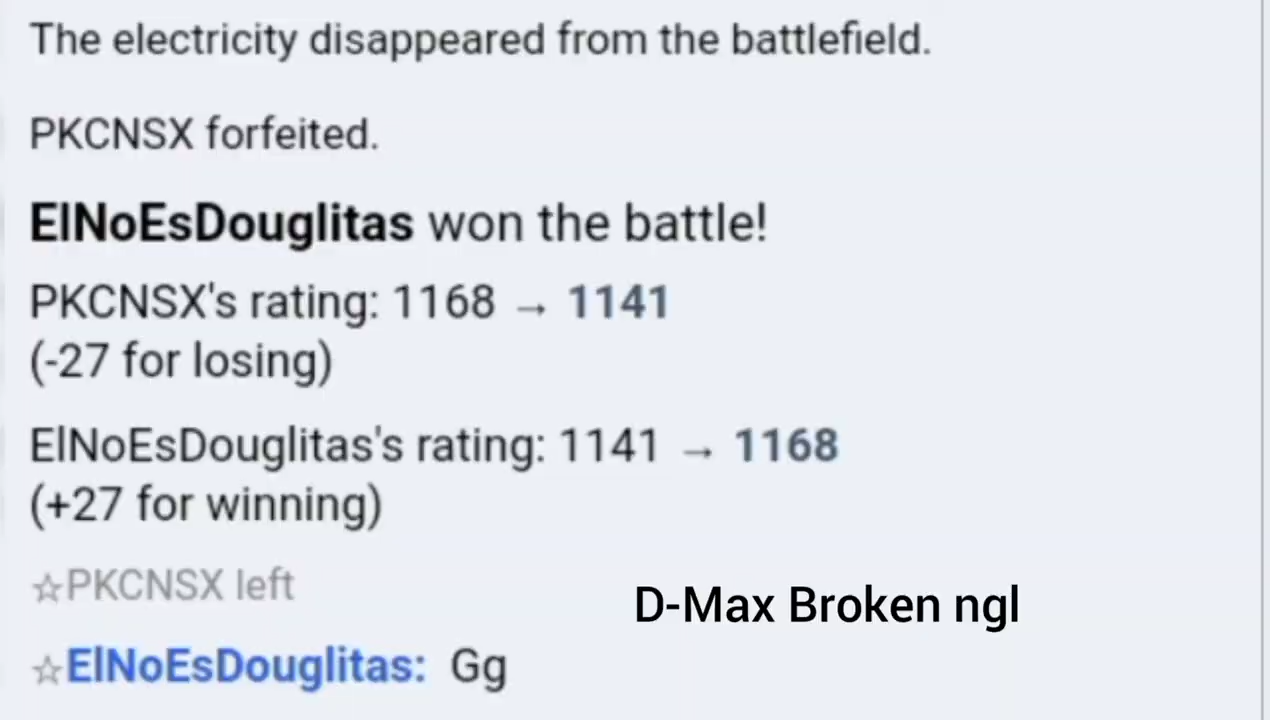 The electricity disappeared from the battlefield.
PKCNSX forfeited.
ElNoEsDouglitas won the battle!
PKCNSX's rating: 1168 → 1141
(-27 for losing)
ElNoEsDouglitas's rating: 1141 → 1168
(+27 for winning)
☆PKCNSX left
D-Max Broken ngl
☆ElNoEsDouglitas: Gg